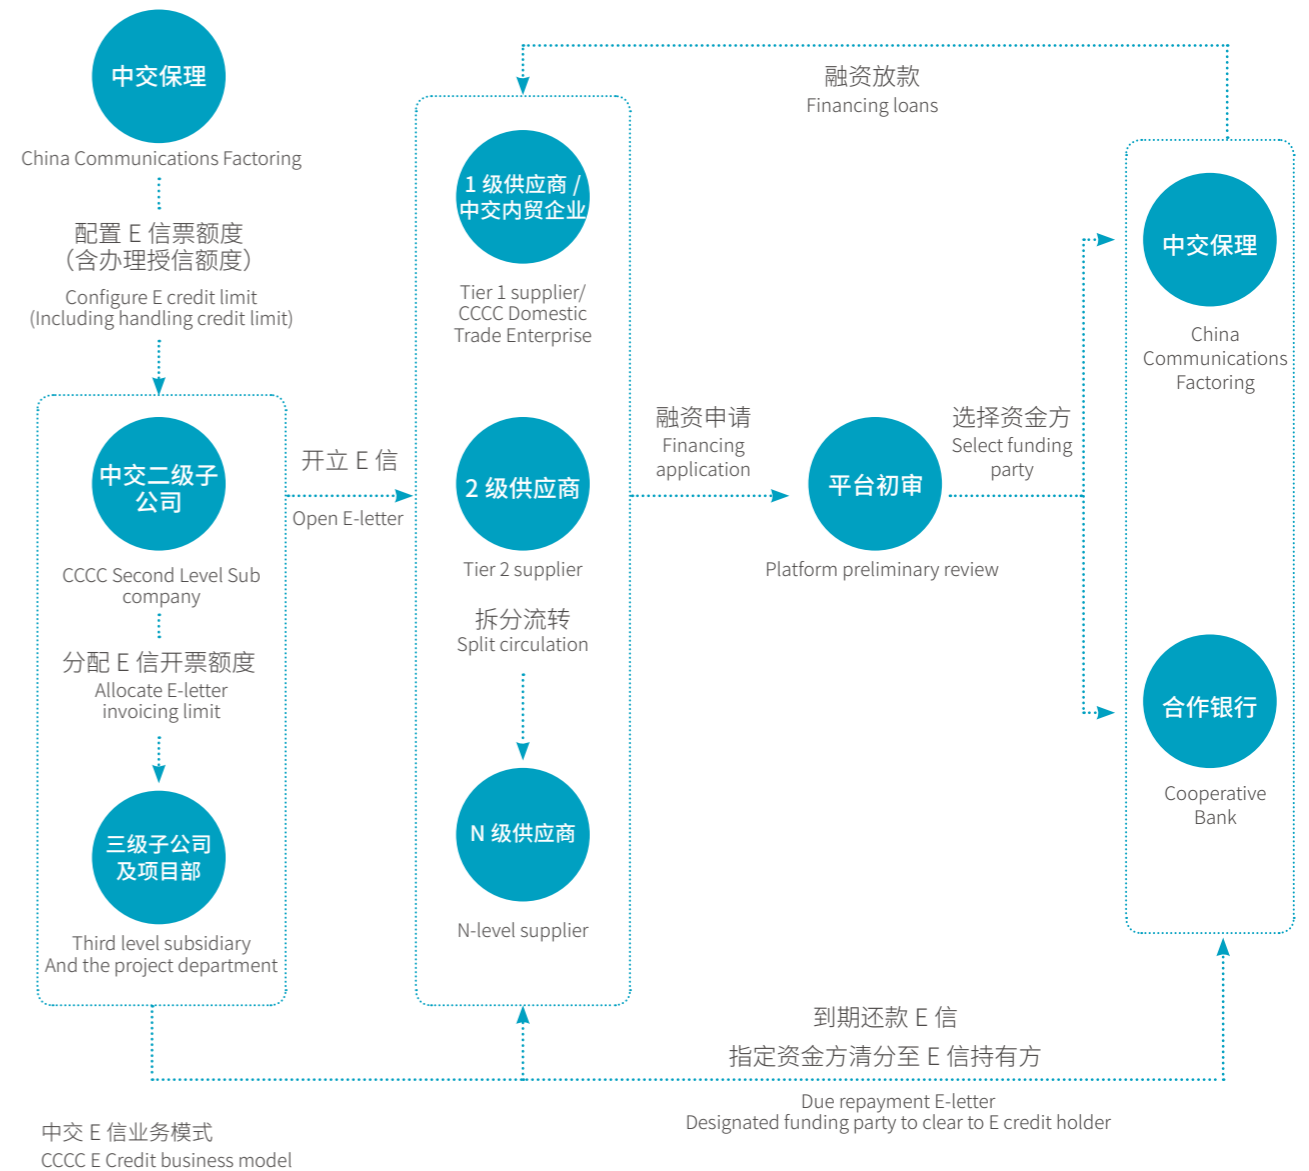 中交保理
China Communications Factoring
配置 E 信票额度
（含办理授信额度）
Configure E credit limit
(Including handling credit limit)
中交二级子
公司
CCCC Second Level Sub
company
分配 E 信开票额度
Allocate E-letter
invoicing limit
三级子公司
及项目部
Third level subsidiary
And the project department
开立 E 信
Open E-letter
1 级供应商 /
中交内贸企业
Tier 1 supplier/
CCCC Domestic
Trade Enterprise
2 级供应商
Tier 2 supplier
拆分流转
Split circulation
N 级供应商
N-level supplier
融资申请
Financing
application
平台初审
Platform preliminary review
选择资金方
Select funding
party
融资放款
Financing loans
中交保理
China
Communications
Factoring
合作银行
Cooperative
Bank
到期还款 E 信
指定资金方清分至 E 信持有方
Due repayment E-letter
Designated funding party to clear to E credit holder
中交 E 信业务模式
CCCC E Credit business model